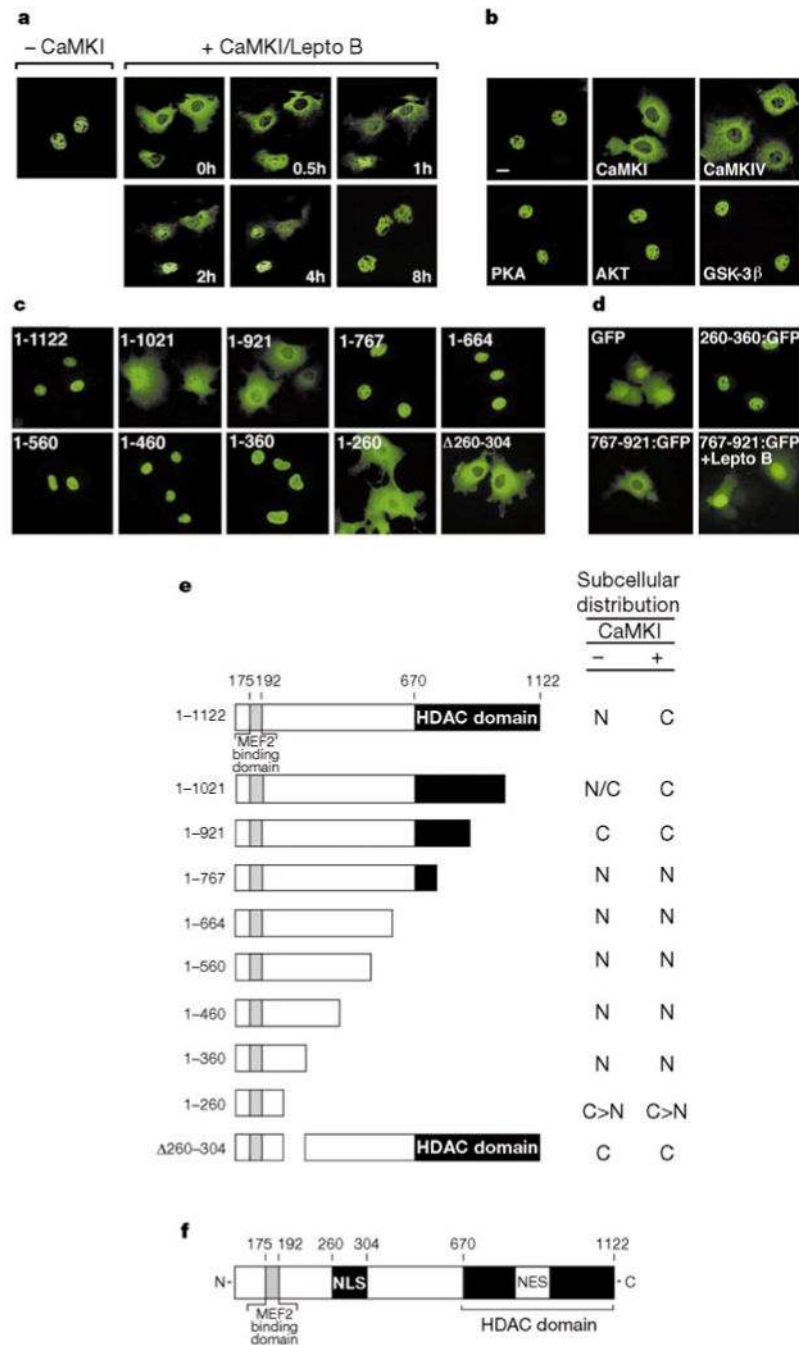 a
– CaMKI
+ CaMKI/Lepto B
0h
0.5h
1h
2h
4h
8h
b
CaMKI
CaMKIV
PKA
AKT
GSK-3β
c
1-1122
1-1021
1-921
1-767
1-664
1-560
1-460
1-360
1-260
Δ260-304
d
GFP
260-360:GFP
767-921:GFP
767-921:GFP
+Lepto B
e
Subcellular
distribution
CaMKI
– +
175 192 670 1122
1–1122 HDAC domain N C
MEF2
binding
domain
1–1021 N/C C
1–921 C C
1–767 N N
1–664 N N
1–560 N N
1–460 N N
1–360 N N
1–260 C>N C>N
Δ260–304 HDAC domain C C
f
175 192 260 304 670 1122
N- NLS NES - C
MEF2
binding
domain
HDAC domain